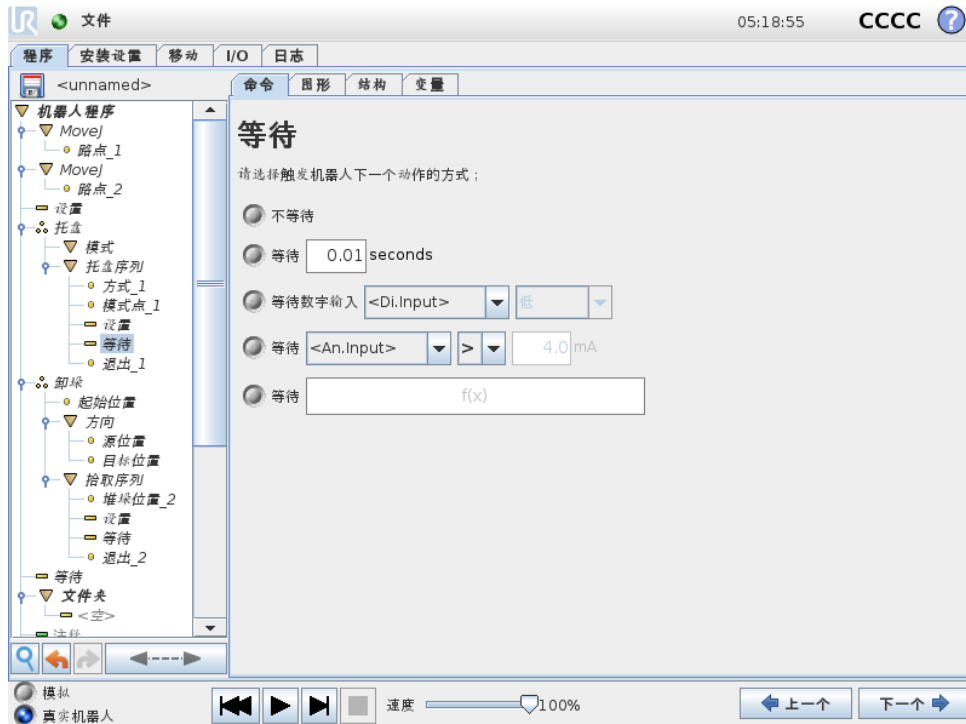 UR 文件 05:18:55 CCCC ?
程序 安装设置 移动 I/O 日志
<unnamed>
命令 图形 结构 变量
机器人程序
MoveJ
路点_1
MoveJ
路点_2
设置
托盘
模式
托盘序列
方式_1
模式点_1
设置
等待
退出_1
卸垛
起始位置
方向
源位置
目标位置
拾取序列
堆垛位置_2
设置
等待
退出_2
等待
文件夹
<空>
注释
等待
请选择触发机器人下一个动作的方式；
不等待
等待 0.01 seconds
等待数字输入 <Di.Input> 低
等待 <An.Input> > 4.0 mA
等待 f(x)
模拟
真实机器人
速度 100%
上一个 下一个